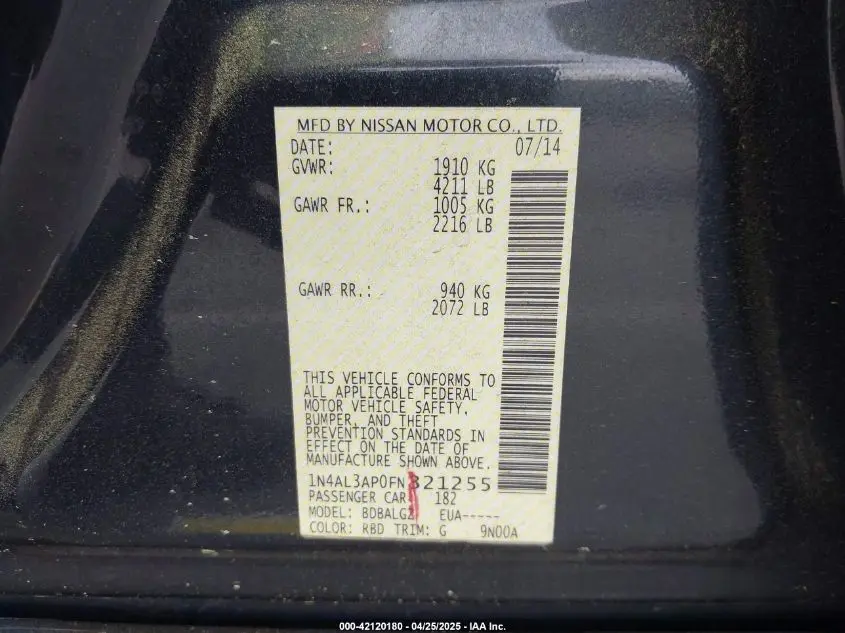 MFD BY NISSAN MOTOR CO., LTD.
DATE: 07/14
GVWR: 1910 KG
4211 LB
GAWR FR.: 1005 KG
2216 LB
GAWR RR.: 940 KG
2072 LB
THIS VEHICLE CONFORMS TO
ALL APPLICABLE FEDERAL
MOTOR VEHICLE SAFETY,
BUMPER, AND THEFT
PREVENTION STANDARDS IN
EFFECT ON THE DATE OF
MANUFACTURE SHOWN ABOVE.
1N4AL3AP0FN321255
PASSENGER CAR 182
MODEL: BDBALGZ EUA-----
COLOR: RBD TRIM: G 9N00A
000-42120180 - 04/25/2025 - IAA Inc.